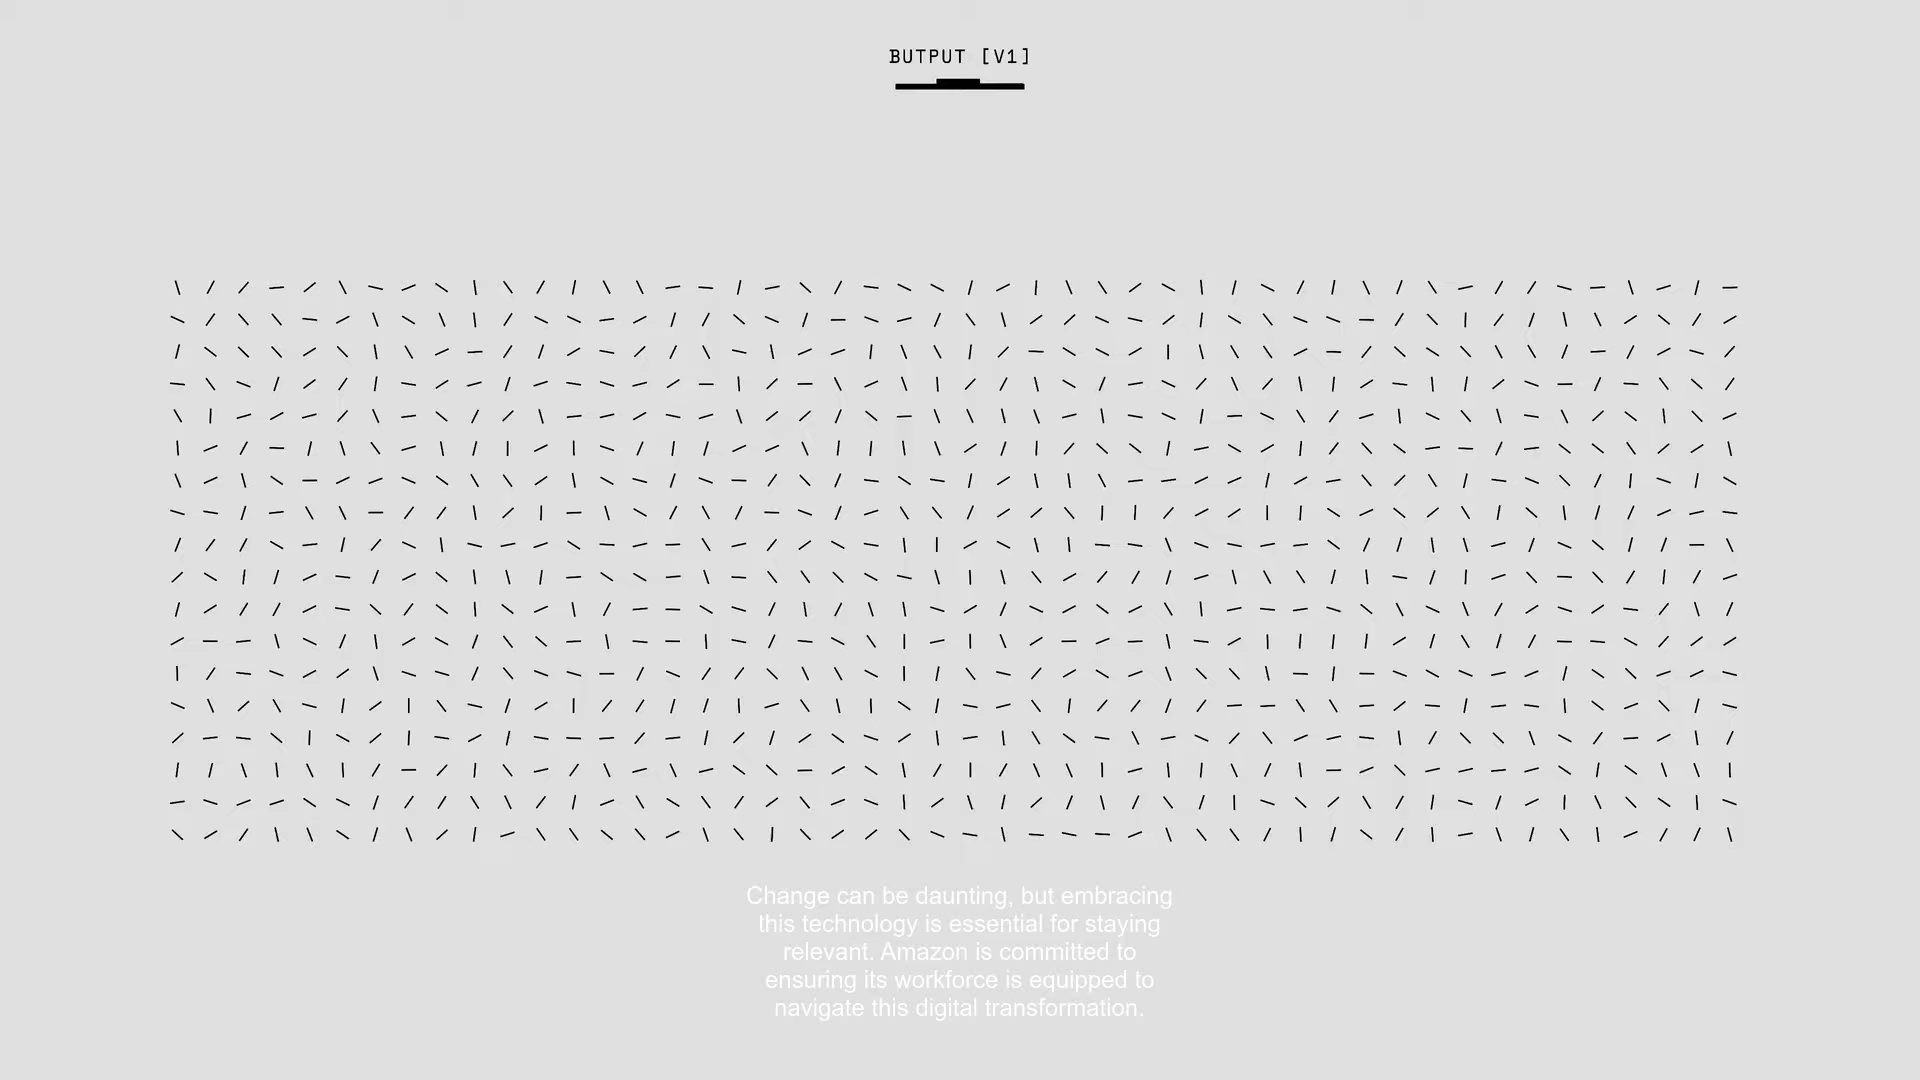 BUTPUT [V1]
Change can be daunting, but embracing
this technology is essential for staying
relevant. Amazon is committed to
ensuring its workforce is equipped to
navigate this digital transformation.